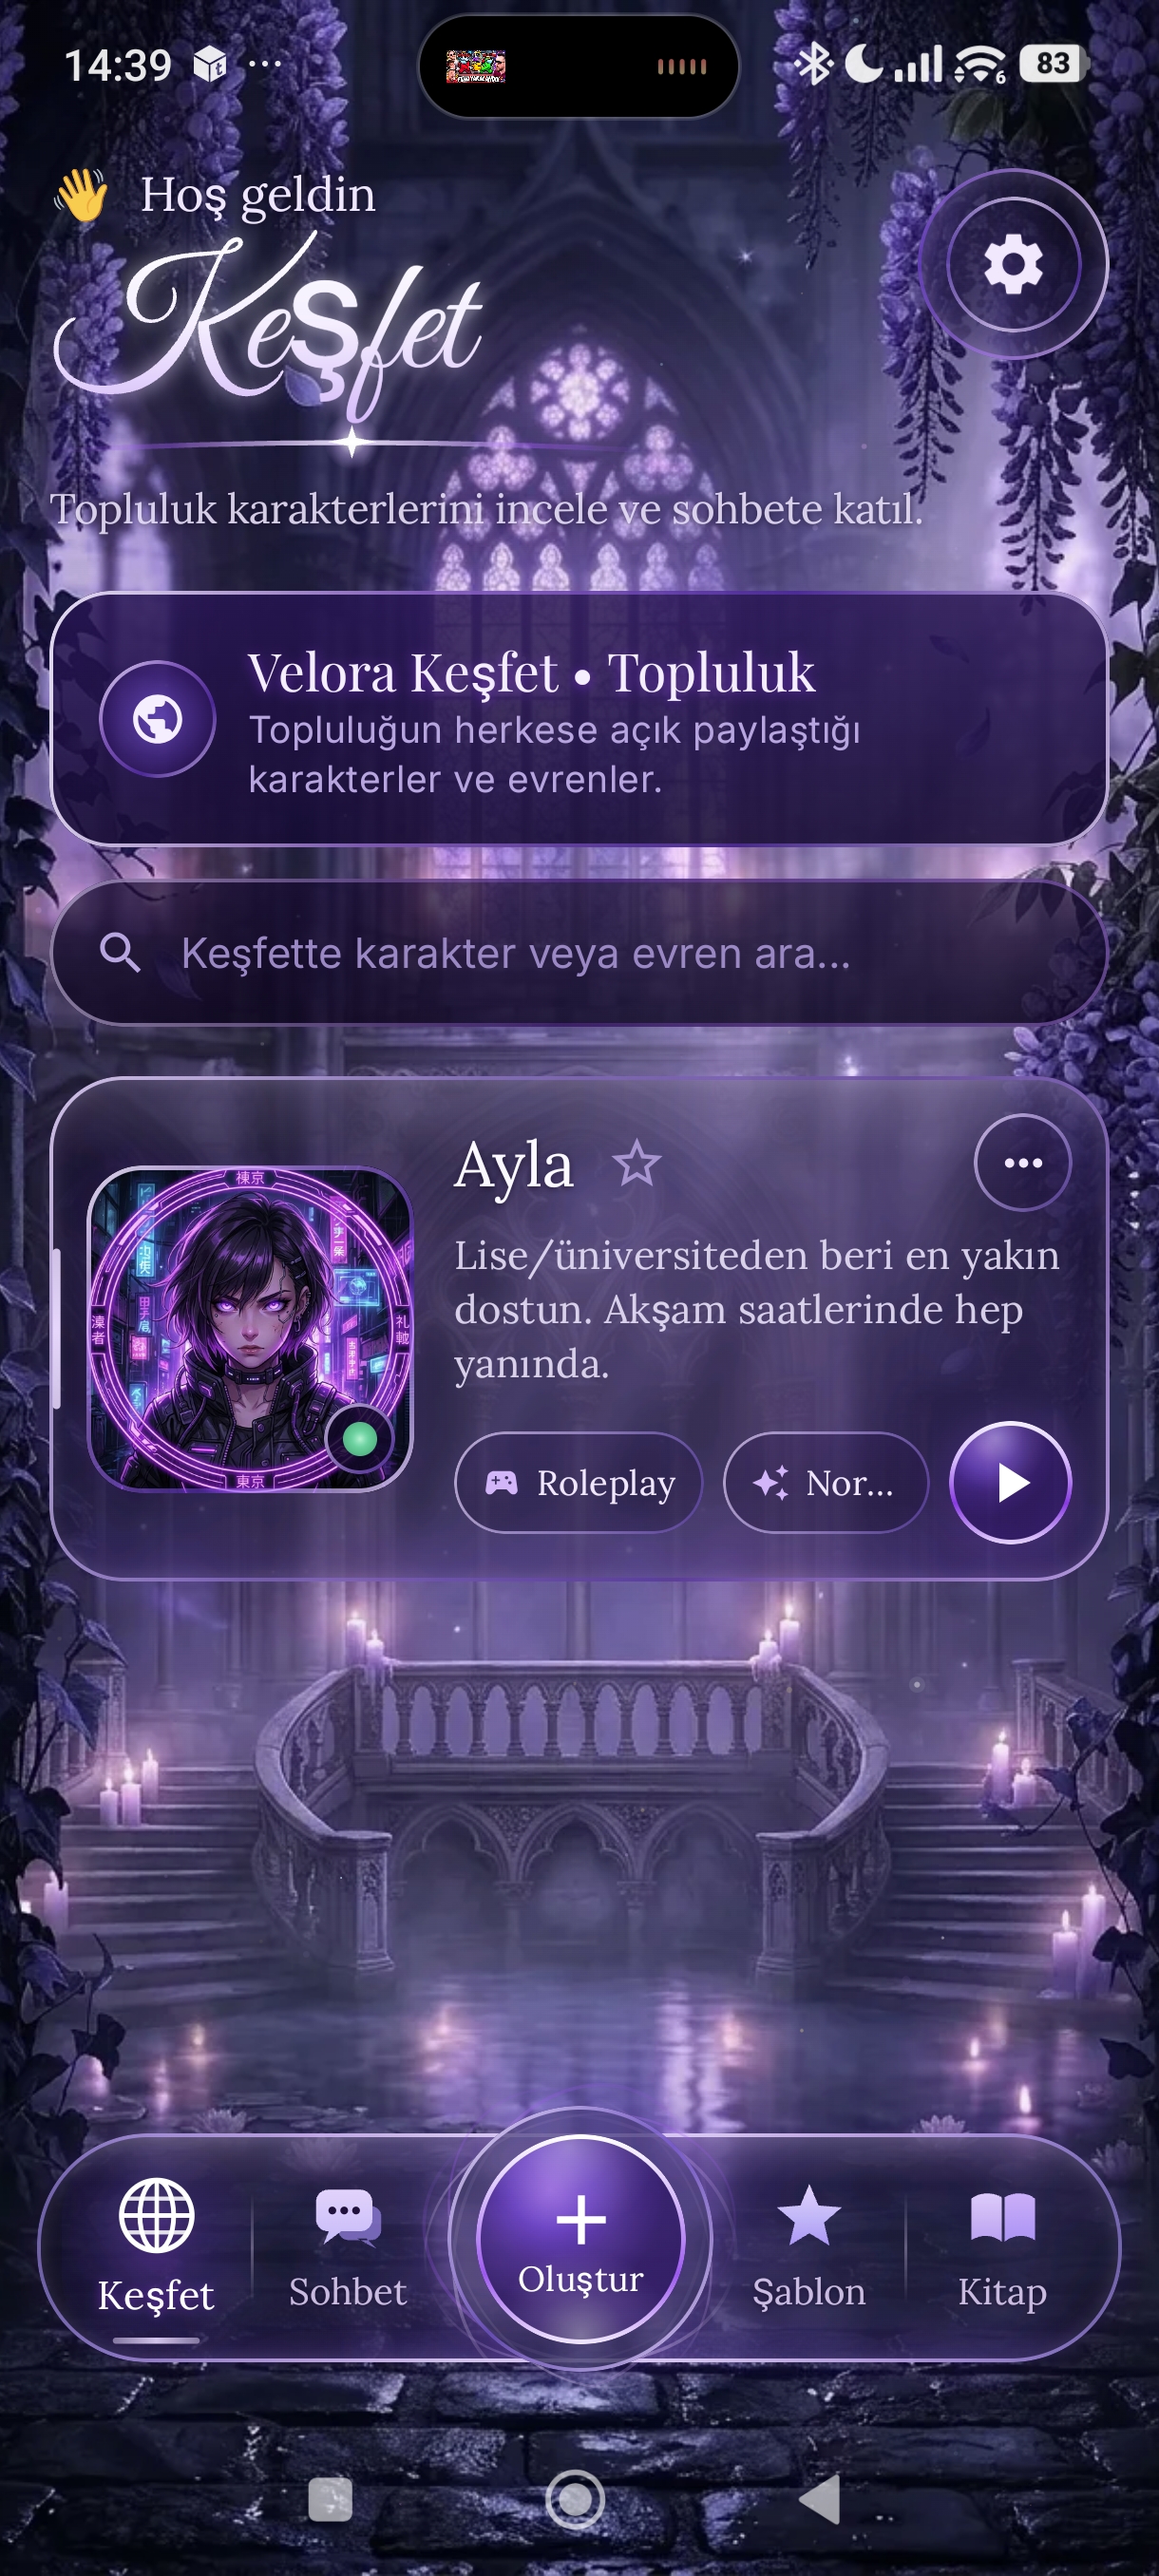 14:39
83
👋 Hoş geldin
Keşfet
Topluluk karakterlerini incele ve sohbete katıl.
Velora Keşfet • Topluluk
Topluluğun herkese açık paylaştığı
karakterler ve evrenler.
Keşfette karakter veya evren ara...
Ayla
Lise/üniversiteden beri en yakın
dostun. Akşam saatlerinde hep
yanında.
Roleplay
Nor...
東京
Keşfet
Sohbet
Oluştur
Şablon
Kitap